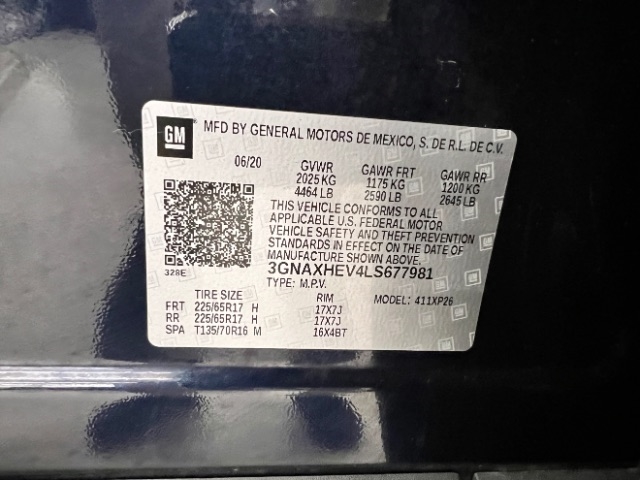 GM MFD BY GENERAL MOTORS DE MEXICO, S. DE R.L. DE C.V.
06/20 GVWR GAWR FRT GAWR RR
2025 KG 1175 KG 1200 KG
4464 LB 2590 LB 2645 LB
THIS VEHICLE CONFORMS TO ALL
APPLICABLE U.S. FEDERAL MOTOR
VEHICLE SAFETY AND THEFT PREVENTION
STANDARDS IN EFFECT ON THE DATE OF
MANUFACTURE SHOWN ABOVE.
328E 3GNAXHEV4LS677981
TYPE: M.P.V. MODEL: 411XP26
TIRE SIZE RIM
FRT 225/65R17 H 17X7J
RR 225/65R17 H 17X7J
SPA T135/70R16 M 16X4BT